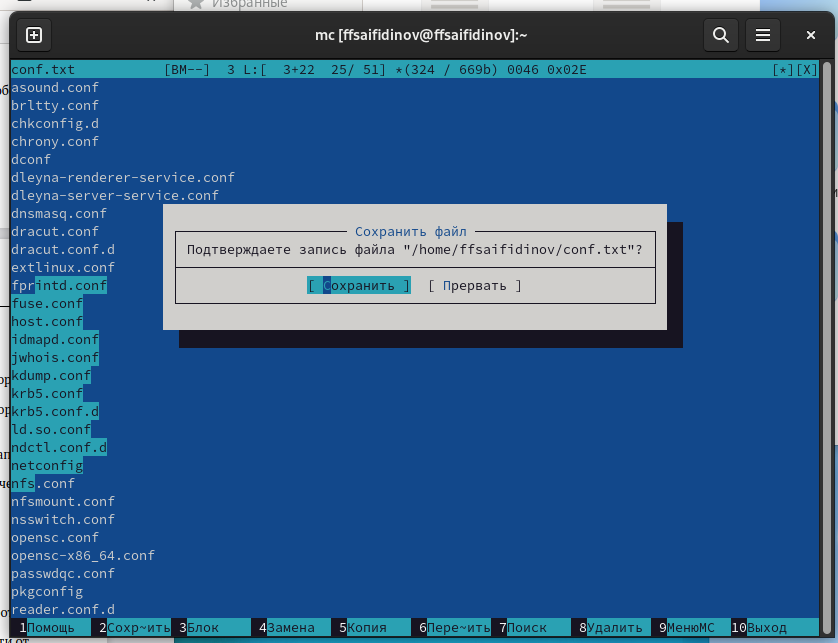 Избранные
mc [ffsaifidinov@ffsaifidinov]:~
conf.txt [BM--] 3 L:[ 3+22 25/ 51] *(324 / 669b) 0046 0x02E [*][X]
asound.conf
brltty.conf
chkconfig.d
chrony.conf
dconf
dleyna-renderer-service.conf
dleyna-server-service.conf
dnsmasq.conf
dracut.conf
dracut.conf.d
extlinux.conf
fprintd.conf
fuse.conf
host.conf
idmapd.conf
jwhois.conf
kdump.conf
krb5.conf
krb5.conf.d
ld.so.conf
ndctl.conf.d
netconfig
nfs.conf
nfsmount.conf
nsswitch.conf
opensc.conf
opensc-x86_64.conf
passwdqc.conf
pkgconfig
reader.conf.d
Сохранить файл
Подтверждаете запись файла "/home/ffsaifidinov/conf.txt"?
[ Сохранить ] [ Прервать ]
1Помощь 2Сохр~ить 3Блок 4Замена 5Копия 6Пере~ить 7Поиск 8Удалить 9МенюMC 10Выход